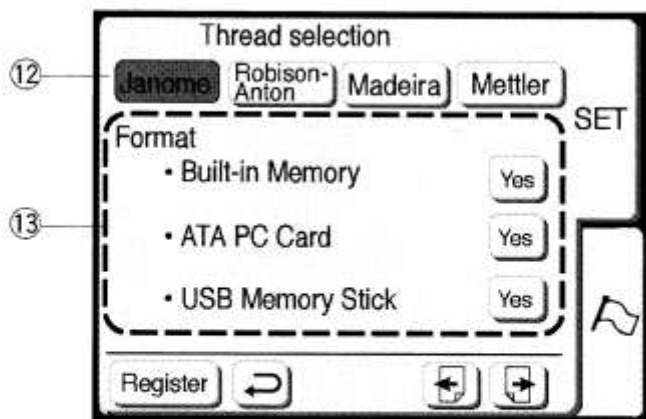 Thread selection
⑫
Janome Robison-Anton Madeira Mettler
SET
⑬
Format
• Built-in Memory Yes
• ATA PC Card Yes
• USB Memory Stick Yes
Register